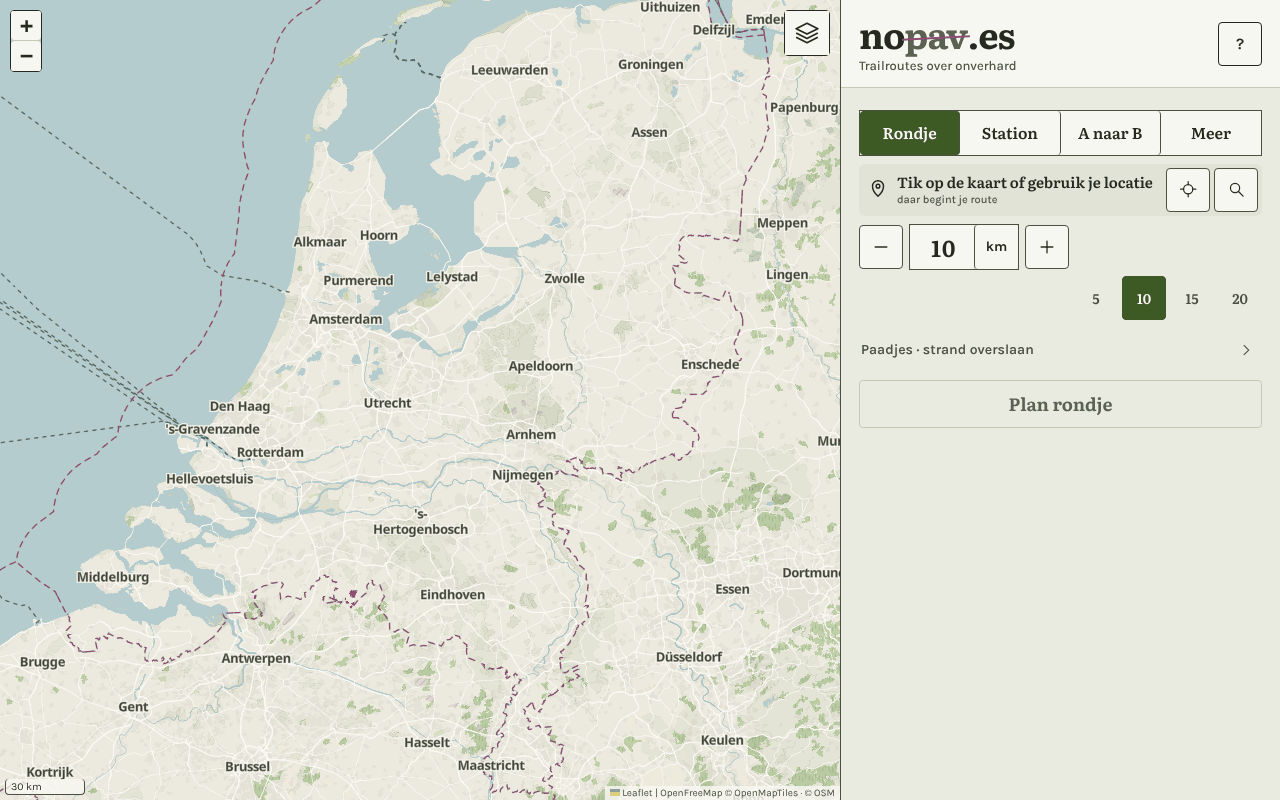 +
−
Uithuizen
Emder
Delfzijl
Leeuwarden
Groningen
Papenburg
Assen
Meppen
Alkmaar
Hoorn
Purmerend
Lelystad
Zwolle
Lingen
Amsterdam
Apeldoorn
Enschede
Den Haag
Utrecht
's-Gravenzande
Arnhem
Mun
Rotterdam
Hellevoetsluis
Nijmegen
's-
Hertogenbosch
Middelburg
Eindhoven
Essen
Dortmund
Brugge
Antwerpen
Düsseldorf
Gent
Hasselt
Keulen
Kortrijk
Brussel
Maastricht
30 km
Leaflet | OpenFreeMap © OpenMapTiles · © OSM
nopav.es
Trailroutes over onverhard
?
Rondje
Station
A naar B
Meer
Tik op de kaart of gebruik je locatie
daar begint je route
−
10
km
+
5
10
15
20
Paadjes · strand overslaan
Plan rondje